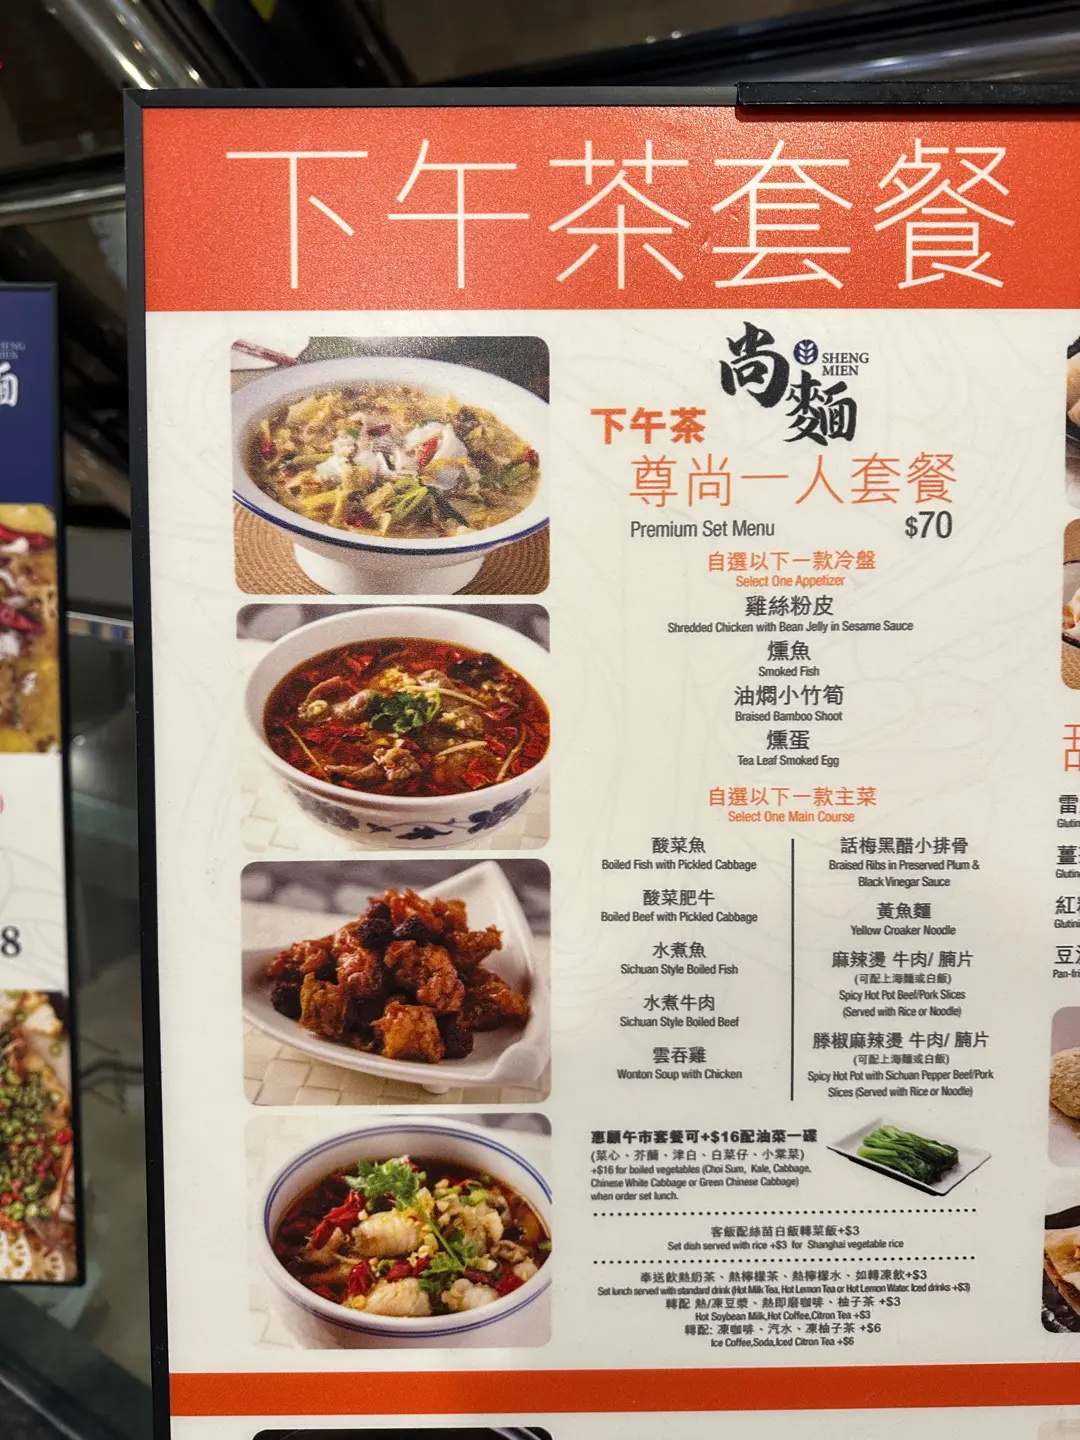 下午茶套餐
尚麵
SHENG
MIEN
下午茶
尊尚一人套餐
Premium Set Menu $70
自選以下一款冷盤
Select One Appetizer
雞絲粉皮
Shredded Chicken with Bean Jelly in Sesame Sauce
燻魚
Smoked Fish
油燜小竹筍
Braised Bamboo Shoot
燻蛋
Tea Leaf Smoked Egg
自選以下一款主菜
Select One Main Course
酸菜魚
Boiled Fish with Pickled Cabbage
酸菜肥牛
Boiled Beef with Pickled Cabbage
水煮魚
Sichuan Style Boiled Fish
水煮牛肉
Sichuan Style Boiled Beef
雲吞雞
Wonton Soup with Chicken
話梅黑醋小排骨
Braised Ribs in Preserved Plum &
Black Vinegar Sauce
黃魚麵
Yellow Croaker Noodle
麻辣燙 牛肉/ 腩片
(可配上海麵或白飯)
Spicy Hot Pot Beef/Pork Slices
(Served with Rice or Noodle)
滕椒麻辣燙 牛肉/ 腩片
(可配上海麵或白飯)
Spicy Hot Pot with Sichuan Pepper Beef/Pork
Slices (Served with Rice or Noodle)
惠顧午市套餐可+$16配油菜一碟
(菜心、芥蘭、津白、白菜仔、小棠菜)
+$16 for boiled vegetables (Choi Sum, Kale, Cabbage,
Chinese White Cabbage or Green Chinese Cabbage)
when order set lunch.
客飯配絲苗白飯轉菜飯+$3
Set dish served with rice +$3 for Shanghai vegetable rice
奉送飲熱奶茶、熱檸檬茶、熱檸檬水、如轉凍飲+$3
Set lunch served with standard drink (Hot Milk Tea, Hot Lemon Tea or Hot Lemon Water. Iced drinks +$3)
轉配 熱/凍豆漿、熱即磨咖啡、柚子茶 +$3
Hot Soybean Milk,Hot Coffee,Citron Tea +$3
轉配: 凍咖啡、汽水、凍柚子茶 +$6
Ice Coffee,Soda,Iced Citron Tea +$6
甜
雷
Glutin
薑
Glutin
紅
Glutini
豆
Pan-fri
麵
8